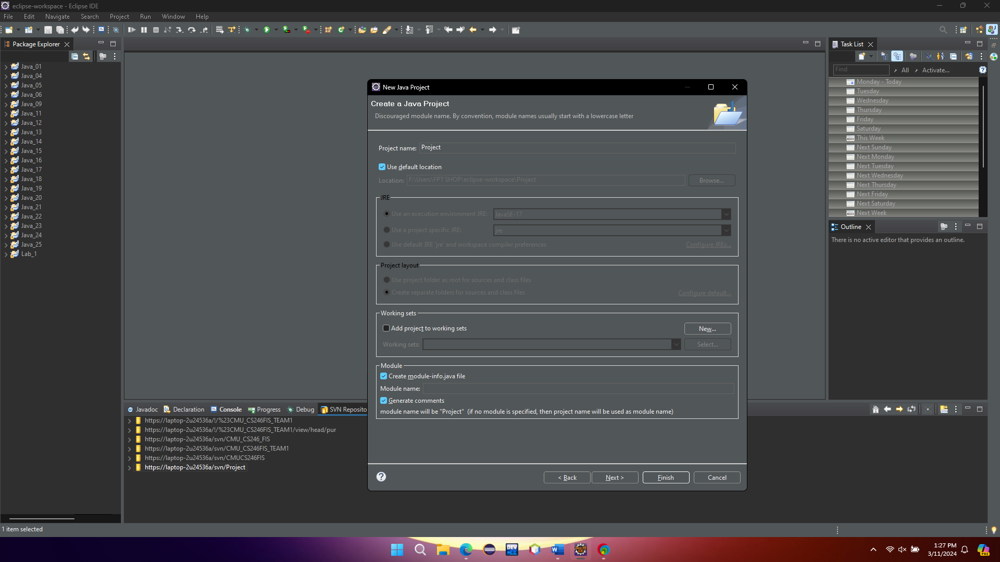 eclipse-workspace - Eclipse IDE
File Edit Navigate Search Project Run Window Help
Package Explorer
Java_01
Java_04
Java_05
Java_06
Java_09
Java_11
Java_12
Java_13
Java_14
Java_15
Java_16
Java_17
Java_18
Java_19
Java_20
Java_21
Java_22
Java_23
Java_24
Java_25
Lab_1
New Java Project
Create a Java Project
Discouraged module name. By convention, module names usually start with a lowercase letter
Project name: Project
Use default location
Location: F:\Users\FPT SHOP\eclipse-workspace\Project Browse...
JRE
Use an execution environment JRE: JavaSE-17
Use a project specific JRE: jre
Use default JRE 'jre' and workspace compiler preferences Configure JREs...
Project layout
Use project folder as root for sources and class files
Create separate folders for sources and class files Configure default...
Working sets
Add project to working sets New...
Working sets: Select...
Module
Create module-info.java file
Module name:
Generate comments
module name will be "Project" (if no module is specified, then project name will be used as module name)
< Back Next > Finish Cancel
Task List
Find All Activate...
Monday - Today
Tuesday
Wednesday
Thursday
Friday
Saturday
This Week
Next Sunday
Next Monday
Next Tuesday
Next Wednesday
Next Thursday
Next Friday
Next Saturday
Next Week
Outline
There is no active editor that provides an outline.
Javadoc Declaration Console Progress Debug SVN Reposito
https://laptop-2u24536a/!/%23CMU_CS246FIS_TEAM1
https://laptop-2u24536a/!/%23CMU_CS246FIS_TEAM1/view/head/pur
https://laptop-2u24536a/svn/CMU_CS246_FIS
https://laptop-2u24536a/svn/CMU_CS246FIS_TEAM1
https://laptop-2u24536a/svn/CMUCS246FIS
https://laptop-2u24536a/svn/Project
1 item selected
DEV
1:27 PM
3/11/2024
PRE